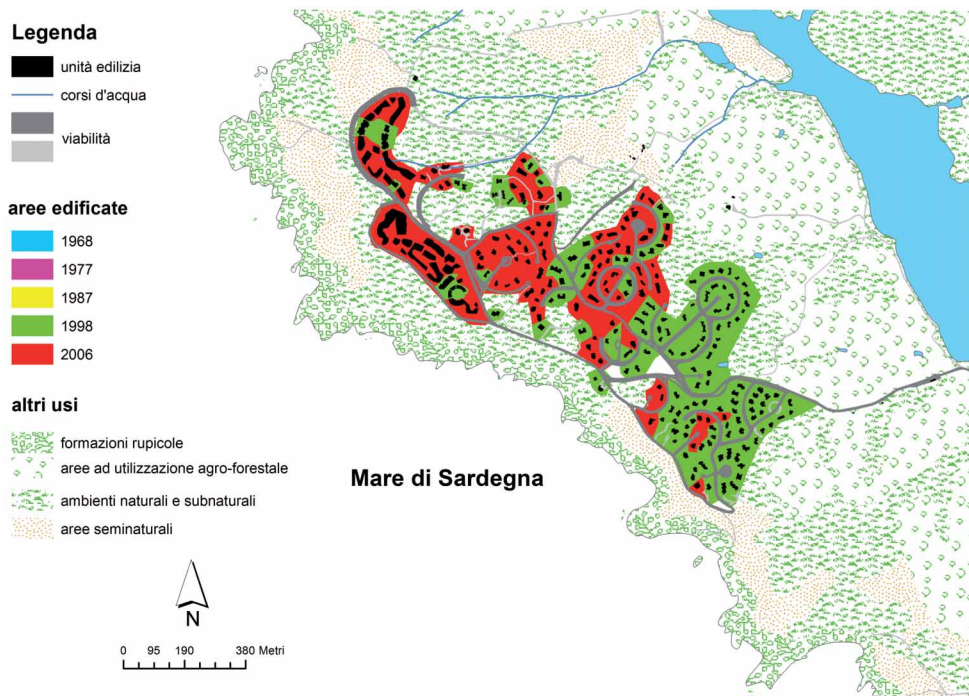 Legenda
unità edilizia
corsi d'acqua
viabilità
aree edificate
1968
1977
1987
1998
2006
altri usi
formazioni rupicole
aree ad utilizzazione agro-forestale
ambienti naturali e subnaturali
aree seminaturali
Mare di Sardegna
N
0 95 190 380 Metri